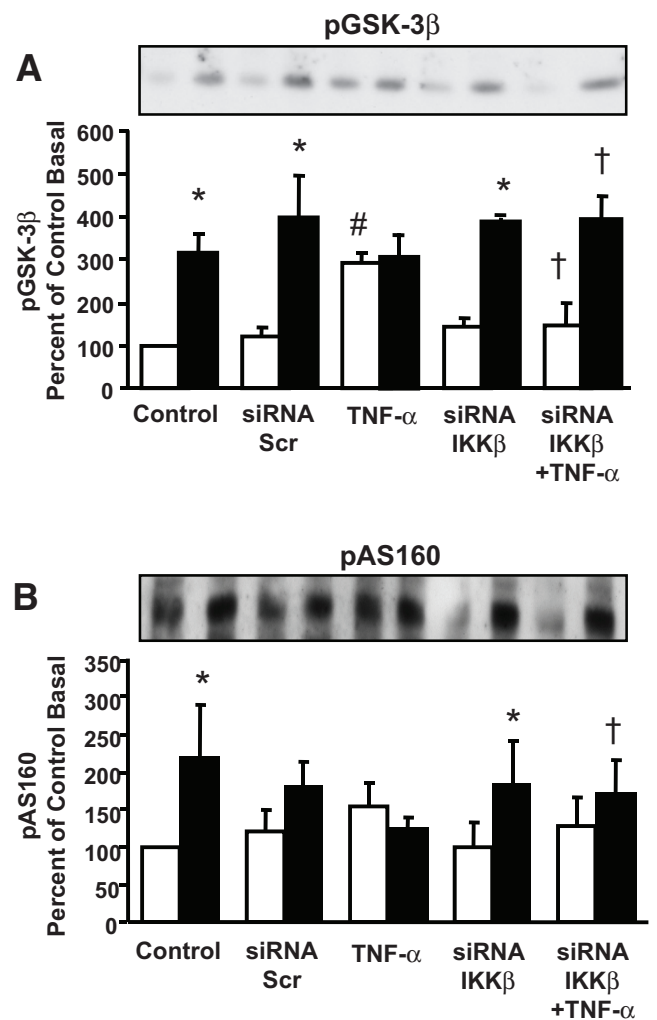 pGSK-3β
A
pGSK-3β
Percent of Control Basal
600
500
400
300
200
100
0
*
*
#
*
†
†
Control
siRNA
Scr
TNF-α
siRNA
IKKβ
siRNA
IKKβ
+TNF-α
pAS160
B
pAS160
Percent of Control Basal
350
300
250
200
150
100
50
0
*
*
†
Control
siRNA
Scr
TNF-α
siRNA
IKKβ
siRNA
IKKβ
+TNF-α